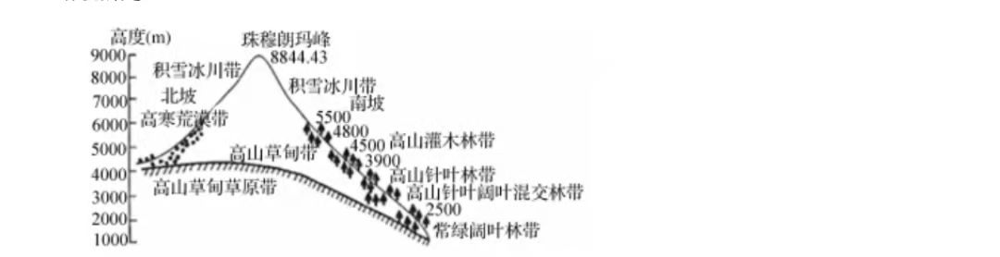 高度(m)
珠穆朗玛峰
9000
8844.43
8000
积雪冰川带
积雪冰川带
7000
北坡
南坡
6000
高寒荒漠带
5500
4800
5000
高山草甸带
4500
高山灌木林带
3900
4000
高山针叶林带
高山草甸草原带
3000
高山针叶阔叶混交林带
2500
2000
常绿阔叶林带
1000